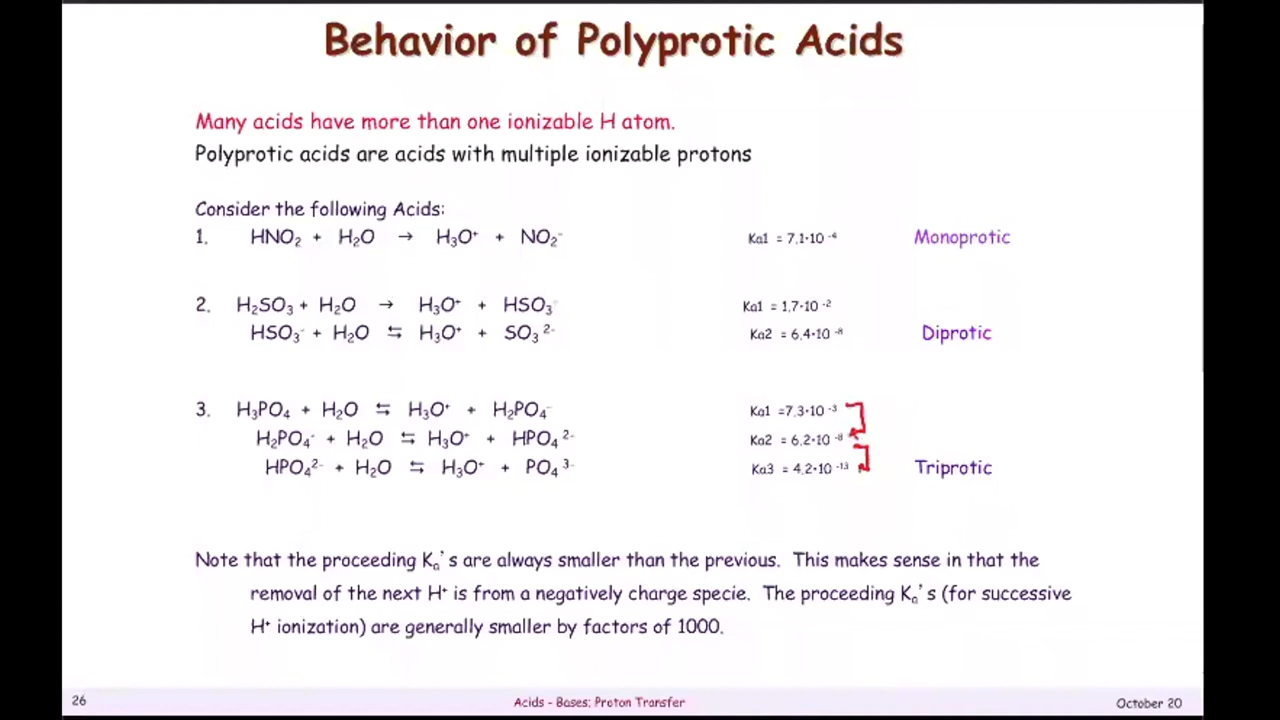 Behavior of Polyprotic Acids
Many acids have more than one ionizable H atom.
Polyprotic acids are acids with multiple ionizable protons
Consider the following Acids:
1. HNO₂ + H₂O → H₃O⁺ + NO₂⁻ Ka1 = 7.1•10 ⁻⁴ Monoprotic
2. H₂SO₃ + H₂O → H₃O⁺ + HSO₃⁻ Ka1 = 1.7•10 ⁻²
HSO₃⁻ + H₂O ⇆ H₃O⁺ + SO₃ ²⁻ Ka2 = 6.4•10 ⁻⁸ Diprotic
3. H₃PO₄ + H₂O ⇆ H₃O⁺ + H₂PO₄⁻ Ka1 =7.3•10 ⁻³
H₂PO₄⁻ + H₂O ⇆ H₃O⁺ + HPO₄ ²⁻ Ka2 = 6.2•10 ⁻⁸
HPO₄²⁻ + H₂O ⇆ H₃O⁺ + PO₄ ³⁻ Ka3 = 4.2•10 ⁻¹³ Triprotic
Note that the proceeding Kₐ's are always smaller than the previous. This makes sense in that the
removal of the next H⁺ is from a negatively charge specie. The proceeding Kₐ's (for successive
H⁺ ionization) are generally smaller by factors of 1000.
26 Acids - Bases; Proton Transfer October 20